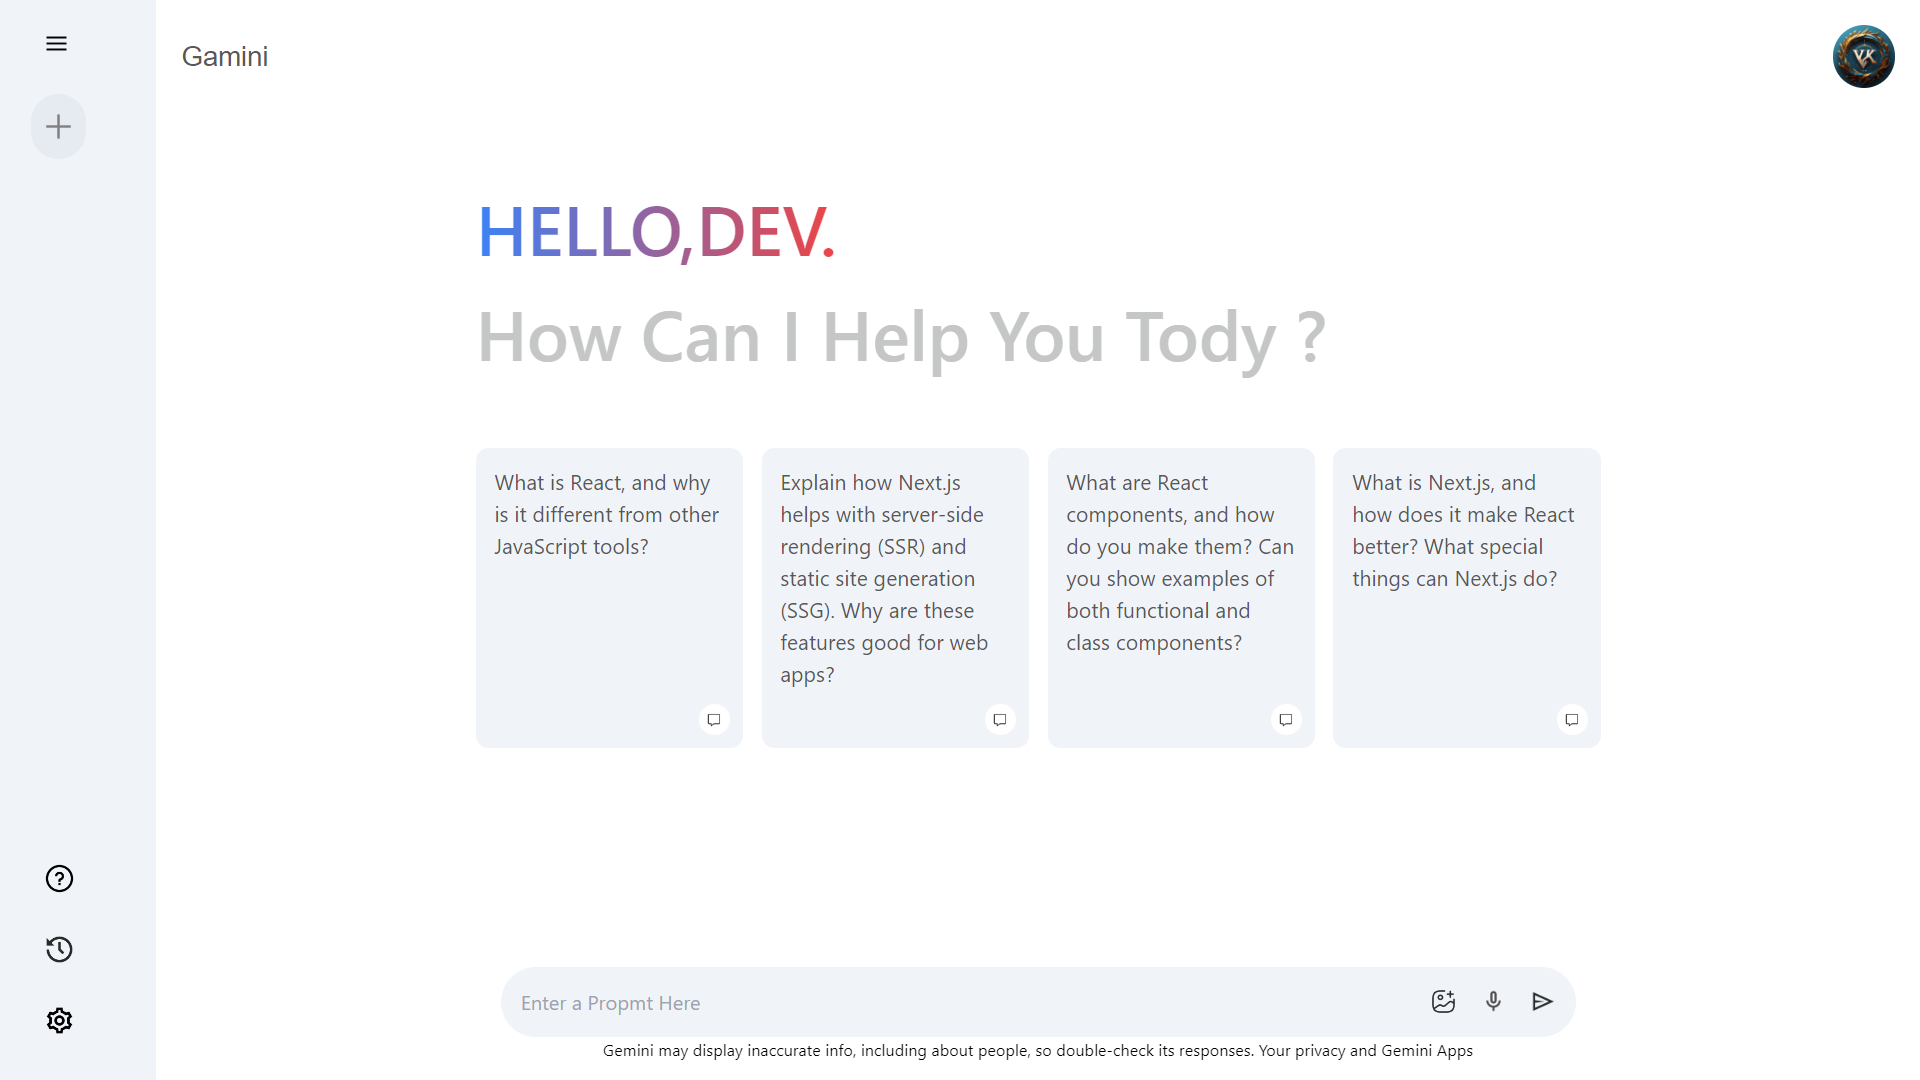 Gamini
VK
HELLO,DEV.
How Can I Help You Tody ?
What is React, and why
is it different from other
JavaScript tools?
Explain how Next.js
helps with server-side
rendering (SSR) and
static site generation
(SSG). Why are these
features good for web
apps?
What are React
components, and how
do you make them? Can
you show examples of
both functional and
class components?
What is Next.js, and
how does it make React
better? What special
things can Next.js do?
Enter a Propmt Here
Gemini may display inaccurate info, including about people, so double-check its responses. Your privacy and Gemini Apps